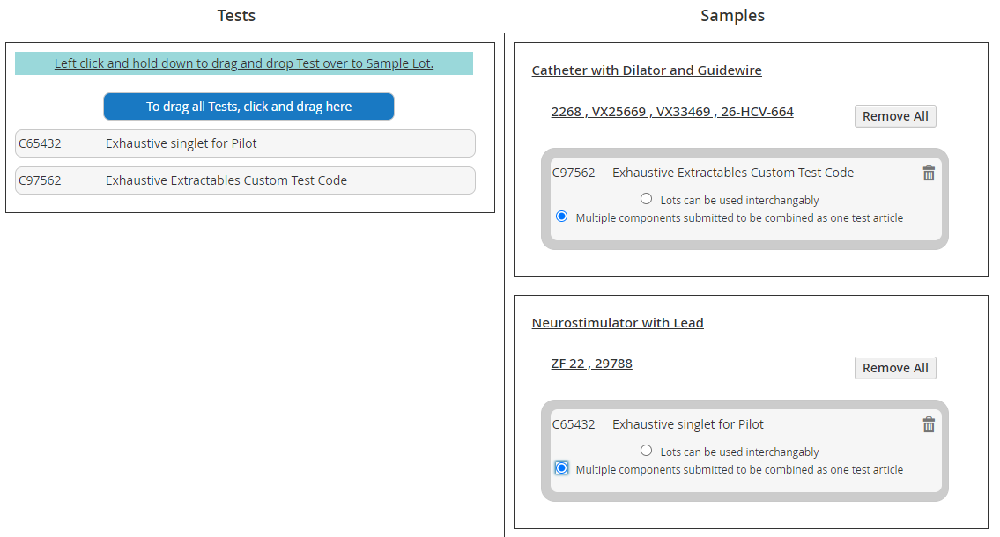 Tests
Left click and hold down to drag and drop Test over to Sample Lot.
To drag all Tests, click and drag here
C65432 Exhaustive singlet for Pilot
C97562 Exhaustive Extractables Custom Test Code
Samples
Catheter with Dilator and Guidewire
2268 , VX25669 , VX33469 , 26-HCV-664
Remove All
C97562 Exhaustive Extractables Custom Test Code
Lots can be used interchangably
Multiple components submitted to be combined as one test article
Neurostimulator with Lead
ZF 22 , 29788
Remove All
C65432 Exhaustive singlet for Pilot
Lots can be used interchangably
Multiple components submitted to be combined as one test article